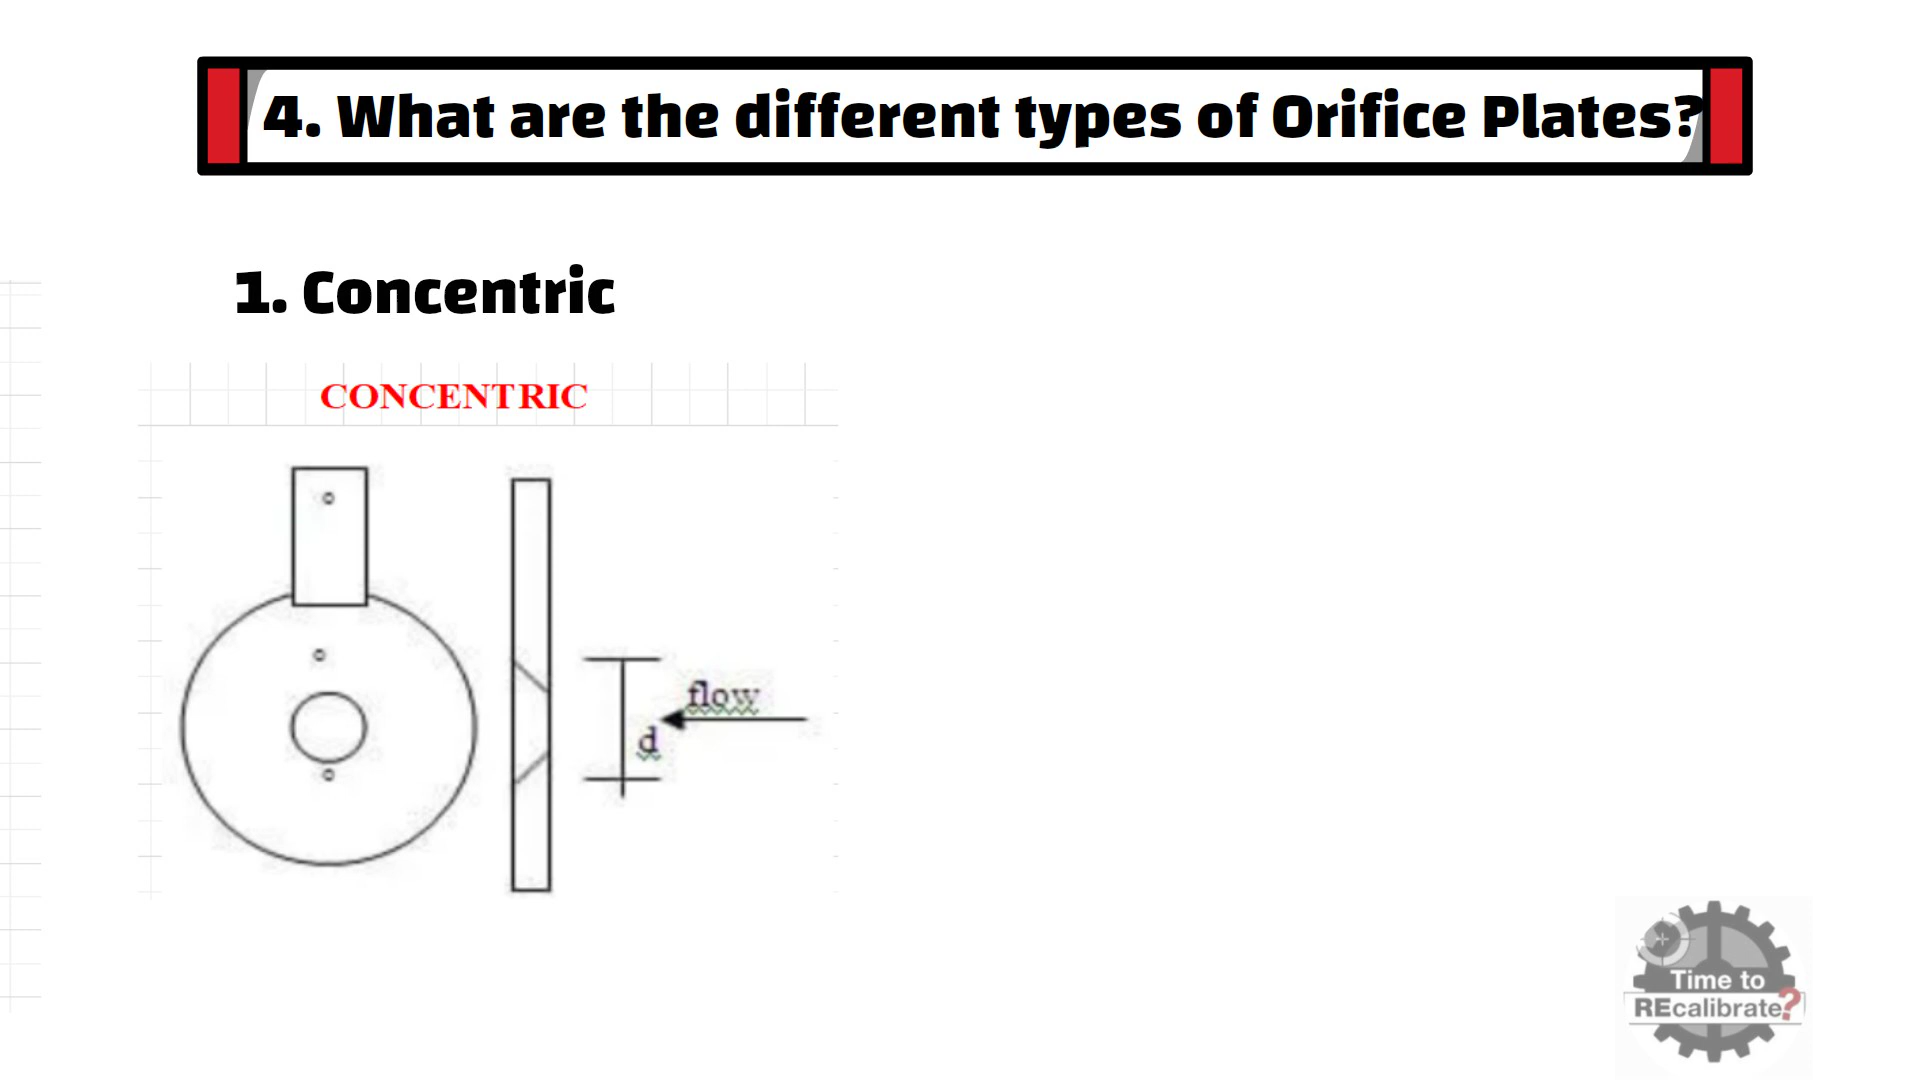 4. What are the different types of Orifice Plates?
1. Concentric
CONCENTRIC
flow
d
Time to
REcalibrate?